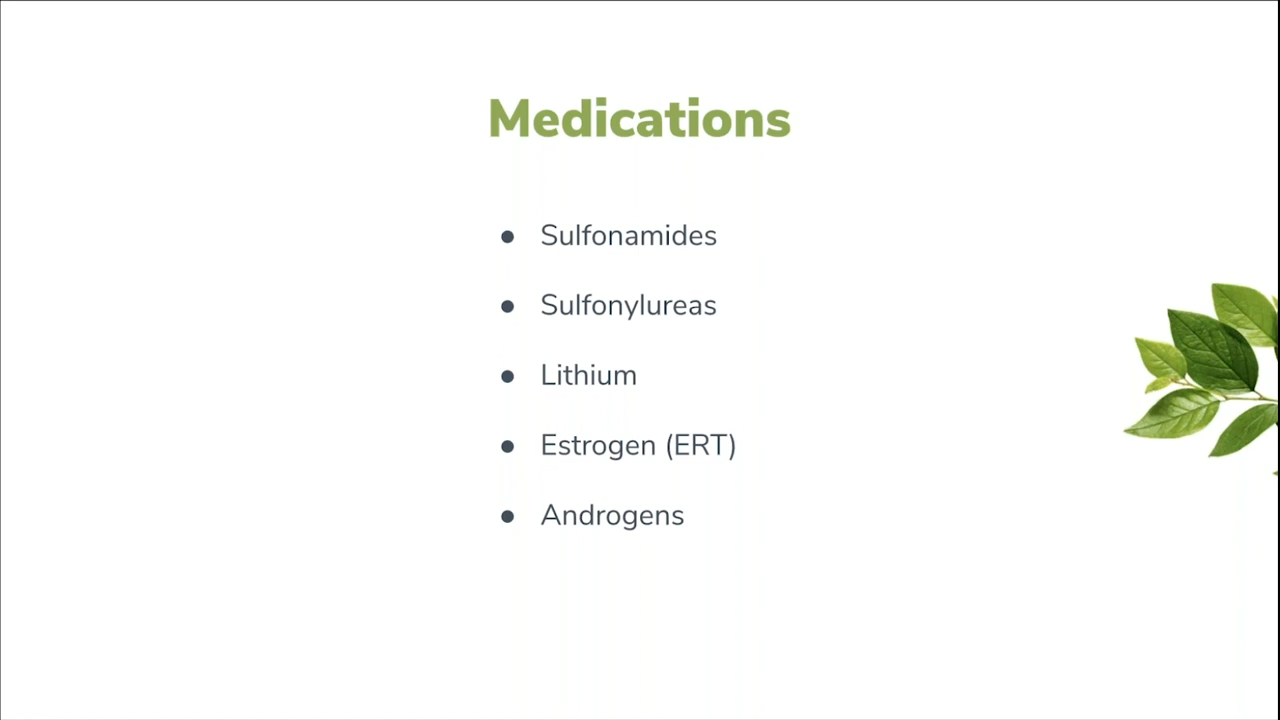 Medications
● Sulfonamides
● Sulfonylureas
● Lithium
● Estrogen (ERT)
● Androgens